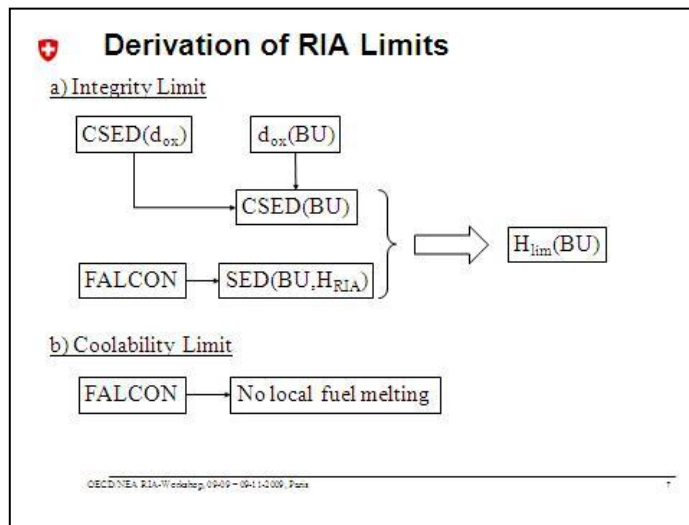 Derivation of RIA Limits
a) Integrity Limit
CSED(dox)
dox(BU)
CSED(BU)
Hlim(BU)
FALCON
SED(BU,HRIA)
b) Coolability Limit
FALCON
No local fuel melting
OECD NEA RIA-Workshop, 09-09 – 09-11-2009, Paris
7